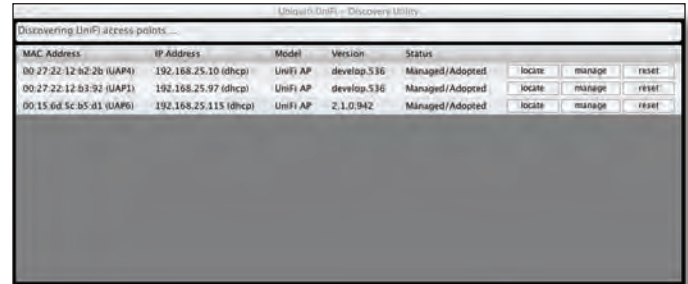 Ubiquiti UniFi – Discovery Utility
Discovering UniFi access points ...
MAC Address IP Address Model Version Status
00:27:22:12:b2:2b (UAP4) 192.168.25.10 (dhcp) UniFi AP develop.536 Managed/Adopted locate manage reset
00:27:22:12:b3:92 (UAP1) 192.168.25.97 (dhcp) UniFi AP develop.536 Managed/Adopted locate manage reset
00:15:6d:5c:b5:d1 (UAP6) 192.168.25.115 (dhcp) UniFi AP 2.1.0.942 Managed/Adopted locate manage reset